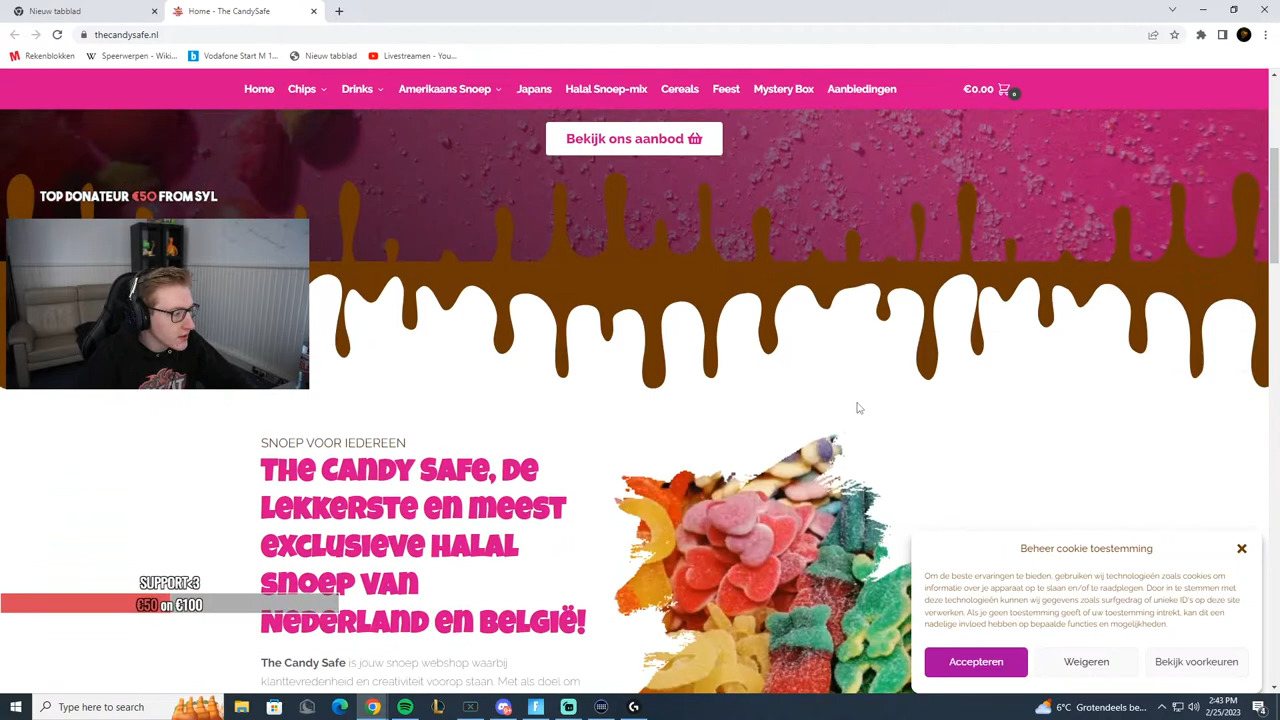 Nieuw tabblad
Home - The CandySafe
thecandysafe.nl
Rekenblokken
Speerwerpen - Wiki...
Vodafone Start M 1...
Nieuw tabblad
Livestreamen - You...
Home
Chips
Drinks
Amerikaans Snoep
Japans
Halal Snoep-mix
Cereals
Feest
Mystery Box
Aanbiedingen
€0.00
0
Bekijk ons aanbod
TOP DONATEUR €50 FROM SYL
SNOEP VOOR IEDEREEN
The Candy Safe, de
lekkerste en meest
exclusieve halal
snoep van
Nederland en België!
The Candy Safe is jouw snoep webshop waarbij
klanttevredenheid en creativiteit voorop staan. Met als doel om
SUPPORT<3
€50 on €100
Beheer cookie toestemming
Om de beste ervaringen te bieden, gebruiken wij technologieën zoals cookies om
informatie over je apparaat op te slaan en/of te raadplegen. Door in te stemmen met
deze technologieën kunnen wij gegevens zoals surfgedrag of unieke ID's op deze site
verwerken. Als je geen toestemming geeft of uw toestemming intrekt, kan dit een
nadelige invloed hebben op bepaalde functies en mogelijkheden.
Accepteren
Weigeren
Bekijk voorkeuren
Type here to search
6°C Grotendeels be...
2:43 PM
2/25/2023
4